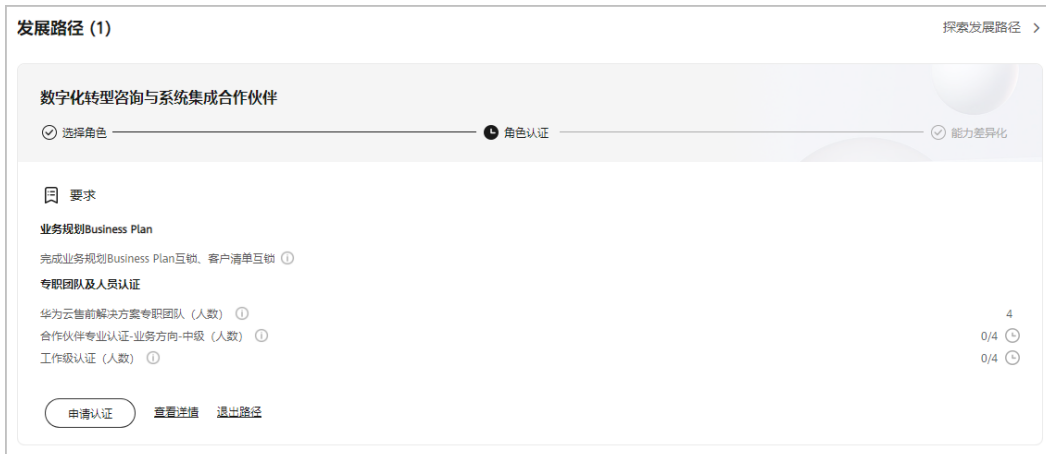 发展路径 (1)
探索发展路径
数字化转型咨询与系统集成合作伙伴
选择角色
角色认证
能力差异化
要求
业务规划Business Plan
完成业务规划Business Plan互锁、客户清单互锁
专职团队及人员认证
华为云售前解决方案专职团队（人数） 4
合作伙伴专业认证-业务方向-中级（人数） 0/4
工作级认证（人数） 0/4
申请认证 查看详情 退出路径